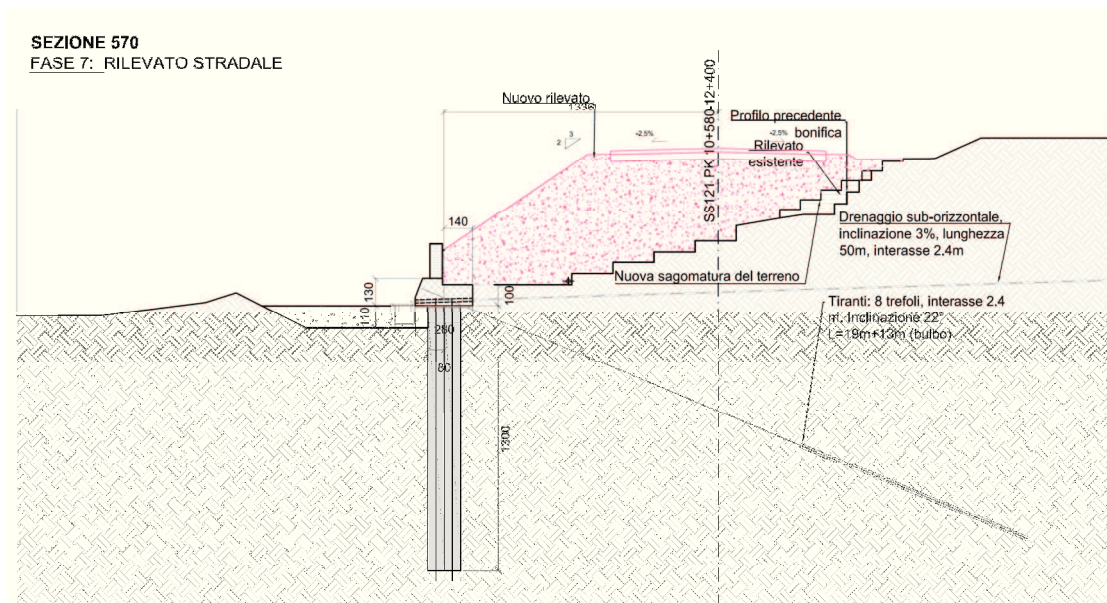 SEZIONE 570
FASE 7: RILEVATO STRADALE
Nuovo rilevato
1336
SS121 PK 10+580-12+400
Profilo precedente
bonifica
3
2
-2,5%
-2,5%
Rilevato
esistente
140
Drenaggio sub-orizzontale,
inclinazione 3%, lunghezza
50m, interasse 2.4m
Nuova sagomatura del terreno
130
100
110
280
80
Tiranti: 8 trefoli, interasse 2.4
m, Inclinazione 22°
L=19m+13m (bulbo)
1300